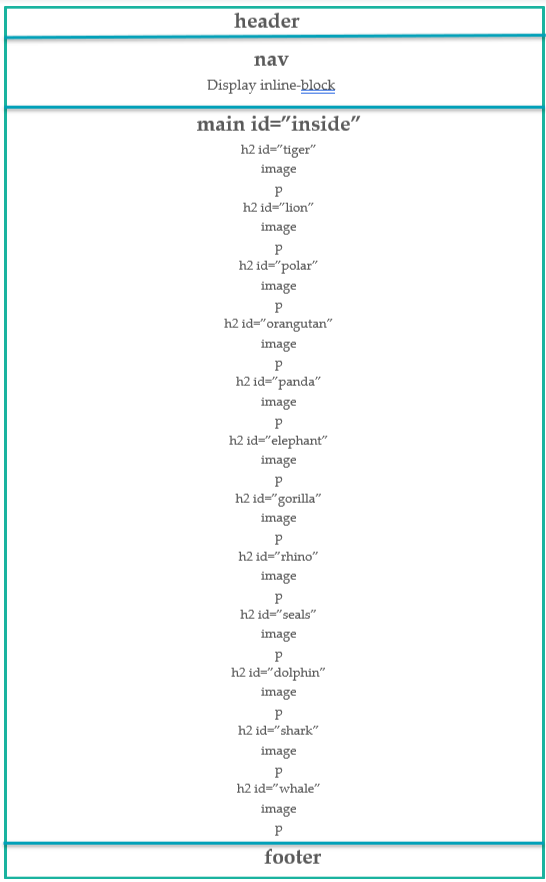 header
nav
Display inline-block
main id=”inside”
h2 id=”tiger”
image
p
h2 id=”lion”
image
p
h2 id=”polar”
image
p
h2 id=”orangutan”
image
p
h2 id=”panda”
image
p
h2 id=”elephant”
image
p
h2 id=”gorilla”
image
p
h2 id=”rhino”
image
p
h2 id=”seals”
image
p
h2 id=”dolphin”
image
p
h2 id=”shark”
image
p
h2 id=”whale”
image
p
footer